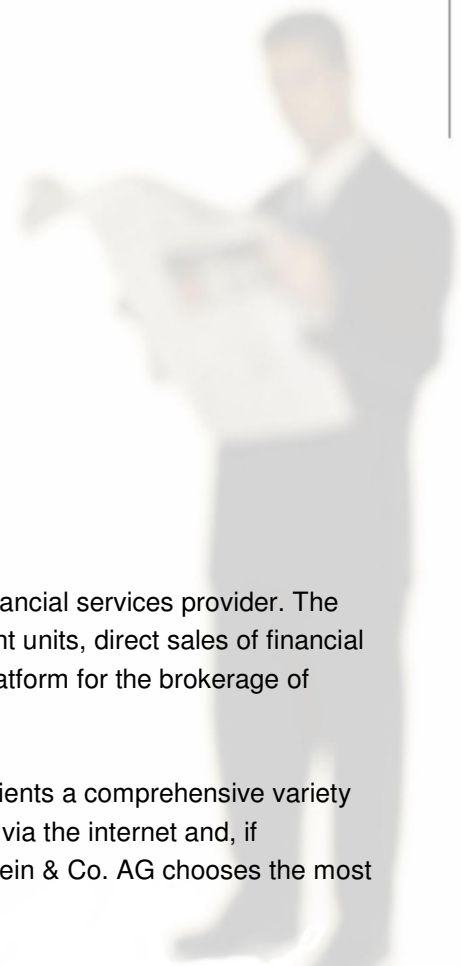 ancial services provider. The
nt units, direct sales of financial
atform for the brokerage of
ients a comprehensive variety
via the internet and, if
ein & Co. AG chooses the most